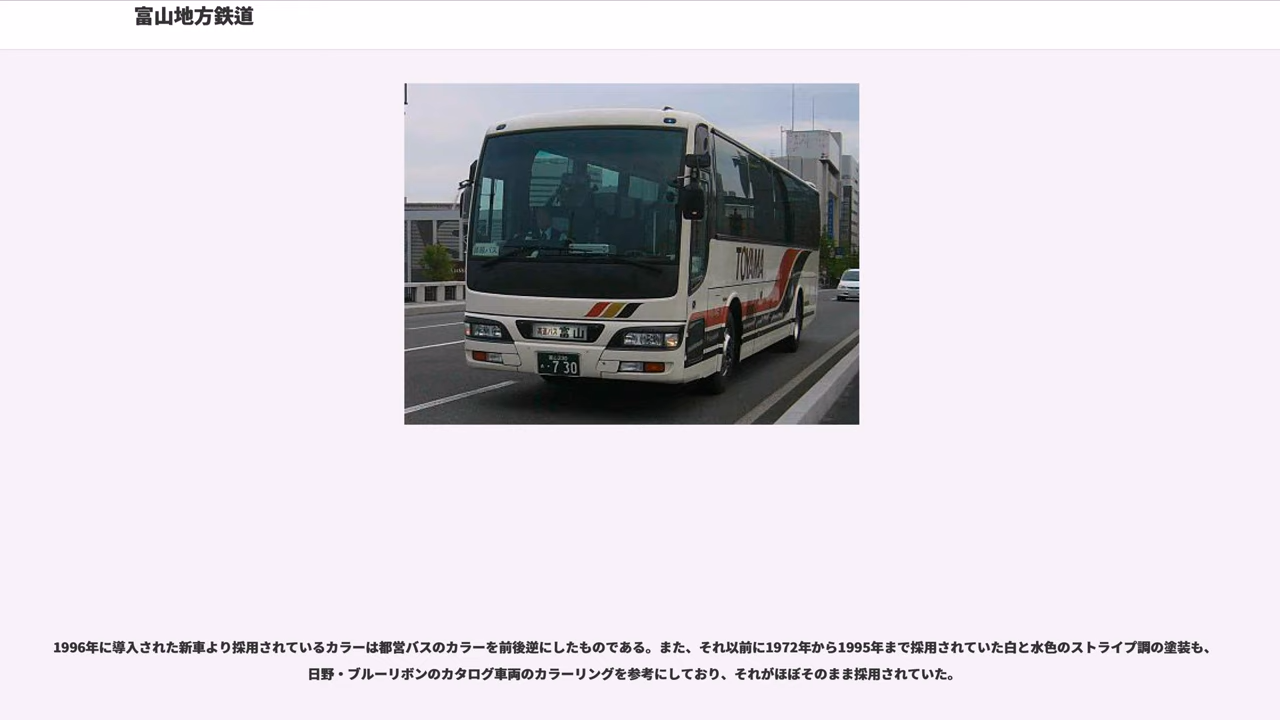 富山地方鉄道
TOYAMA
高速バス 富山
7 30
1996年に導入された新車より採用されているカラーは都営バスのカラーを前後逆にしたものである。また、それ以前に1972年から1995年まで採用されていた白と水色のストライプ調の塗装も、
日野・ブルーリボンのカタログ車両のカラーリングを参考にしており、それがほぼそのまま採用されていた。